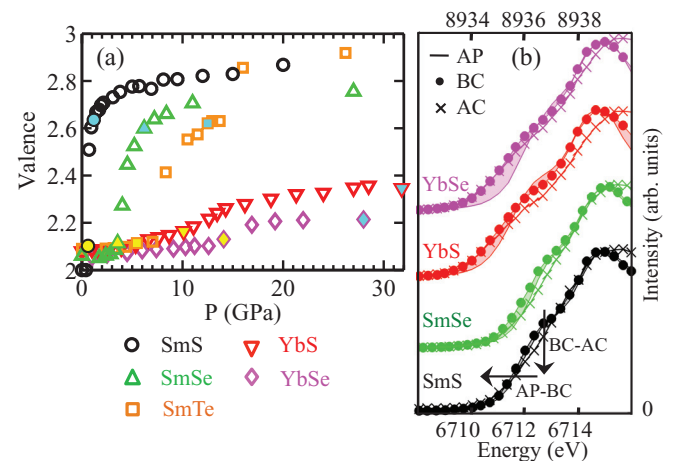 8934 8936 8938
3
2.8
2.6
2.4
2.2
2
Valence
(a)
0 10 20 30
P (GPa)
SmS
SmSe
SmTe
YbS
YbSe
(b)
AP
BC
AC
YbSe
YbS
SmSe
SmS
BC-AC
AP-BC
0
6710 6712 6714
Energy (eV)
Intensity (arb. units)